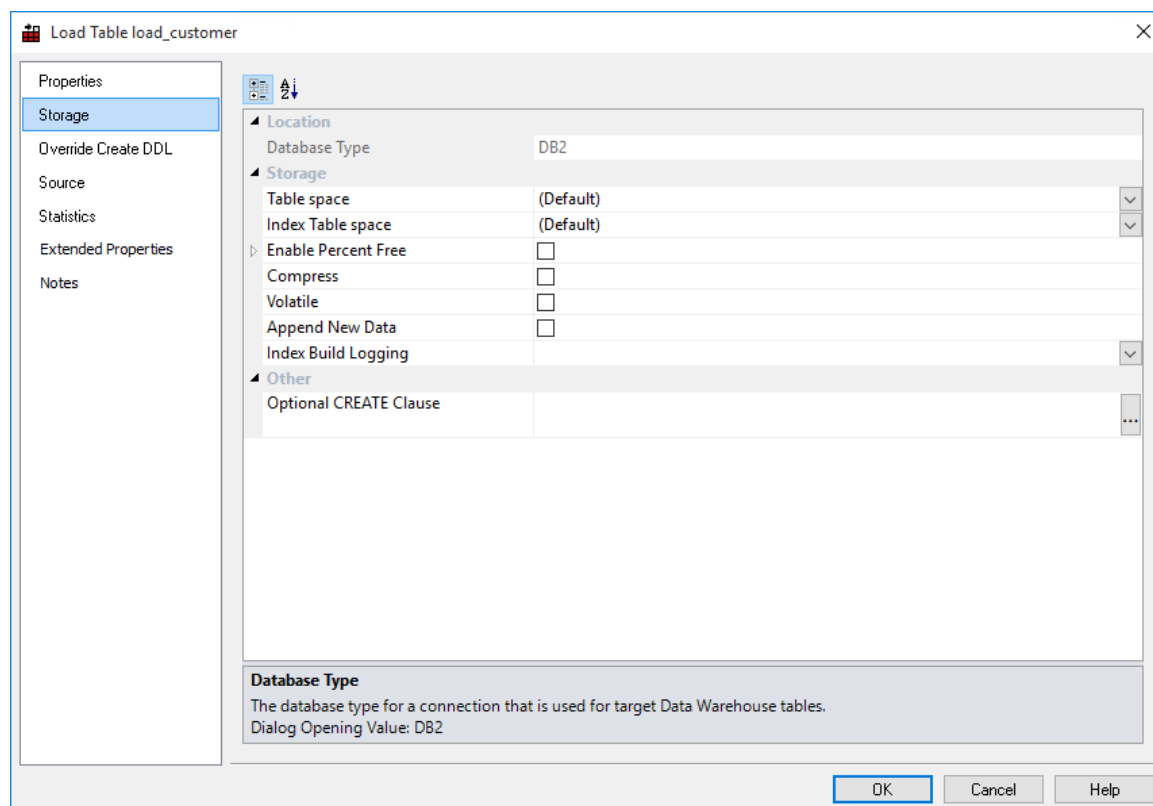 Load Table load_customer
Properties
Storage
Override Create DDL
Source
Statistics
Extended Properties
Notes
Location
Database Type DB2
Storage
Table space (Default)
Index Table space (Default)
Enable Percent Free
Compress
Volatile
Append New Data
Index Build Logging
Other
Optional CREATE Clause
...
Database Type
The database type for a connection that is used for target Data Warehouse tables.
Dialog Opening Value: DB2
OK Cancel Help